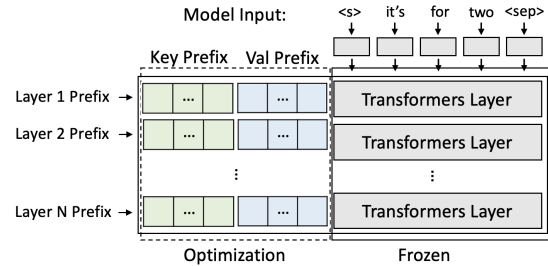 Model Input: <s> it's for two <sep>
Key Prefix Val Prefix
Layer 1 Prefix ... ... Transformers Layer
Layer 2 Prefix ... ... Transformers Layer
... ...
Layer N Prefix ... ... Transformers Layer
Optimization Frozen